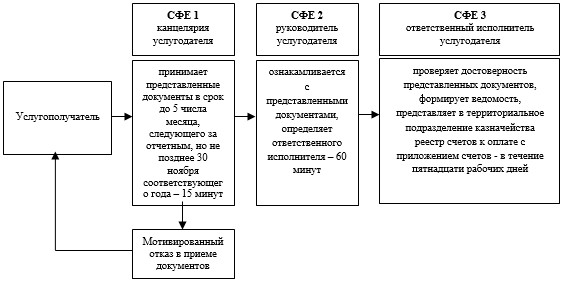 СФЕ 1
канцелярия
услугодателя
СФЕ 2
руководитель
услугодателя
СФЕ 3
ответственный исполнитель
услугодателя
Услугополучатель
принимает
представленные
документы в срок
до 5 числа
месяца,
следующего за
отчетным, но не
позднее 30
ноября
соответствующег
о года – 15 минут
ознакамливается
с
представленными
документами,
определяет
ответственного
исполнителя – 60
минут
проверяет достоверность
представленных документов,
формирует ведомость,
представляет в территориальное
подразделение казначейства
реестр счетов к оплате с
приложением счетов - в течение
пятнадцати рабочих дней
Мотивированный
отказ в приеме
документов